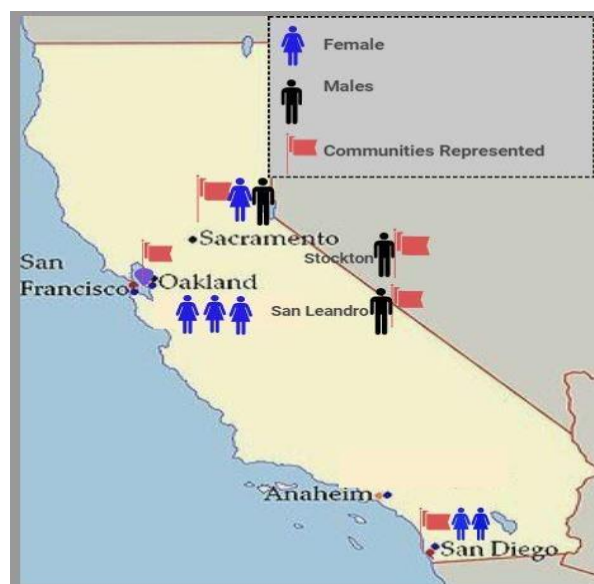 Female
Males
Communities Represented
Sacramento
Stockton
San
Francisco
Oakland
San Leandro
Anaheim
San Diego